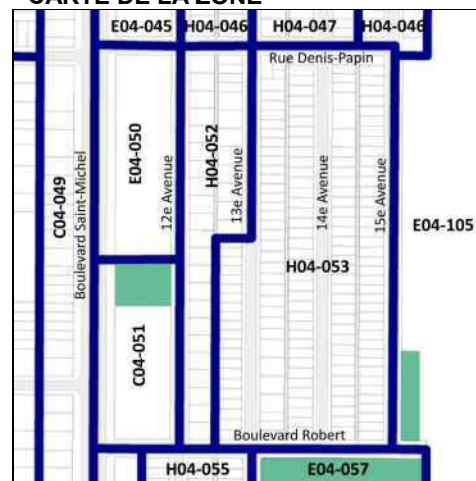 CARTE DE LA ZONE
E04-045
H04-046
H04-047
H04-046
Rue Denis-Papin
E04-050
H04-052
C04-049
Boulevard Saint-Michel
12e Avenue
13e Avenue
14e Avenue
15e Avenue
E04-105
H04-053
C04-051
Boulevard Robert
H04-055
E04-057